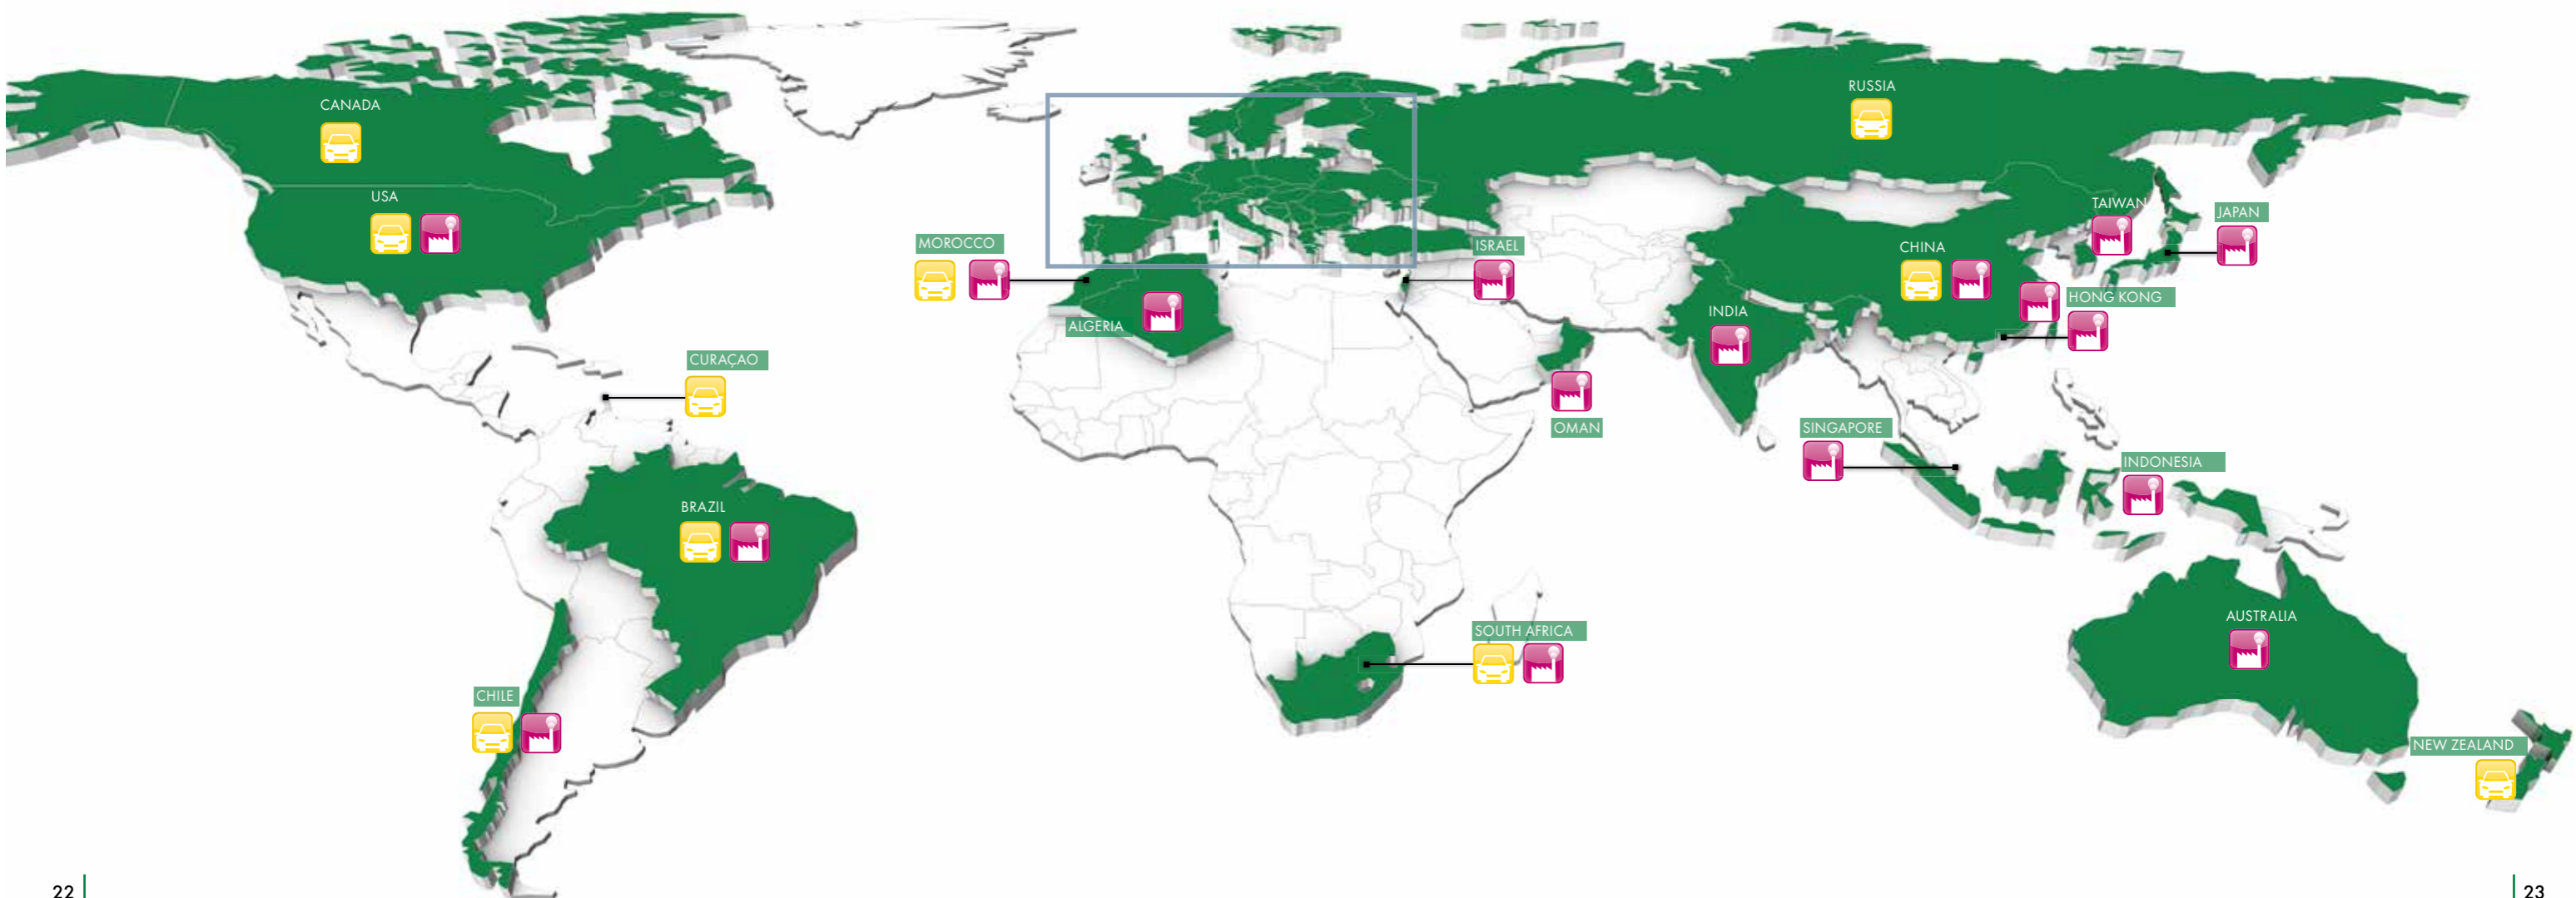 CANADA
RUSSIA
USA
TAIWAN
JAPAN
MOROCCO
ISRAEL
CHINA
HONG KONG
INDIA
ALGERIA
CURAÇAO
OMAN
SINGAPORE
INDONESIA
BRAZIL
AUSTRALIA
SOUTH AFRICA
CHILE
NEW ZEALAND
22
23